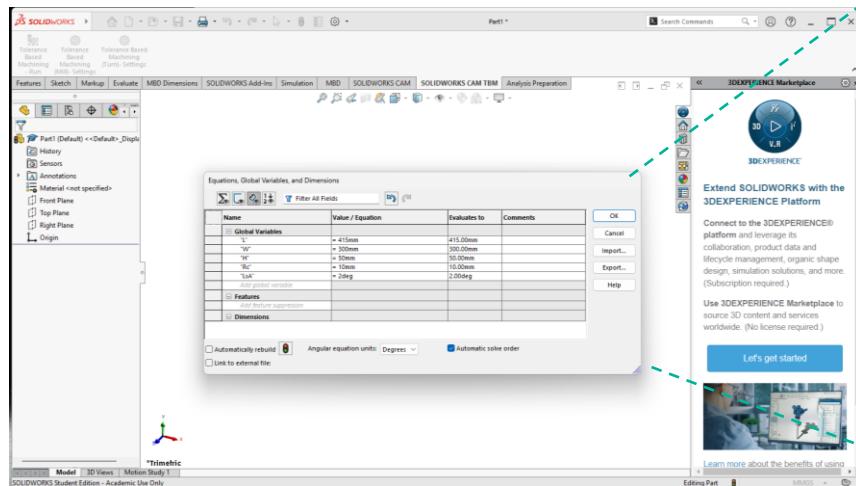 SOLIDWORKS
Part1 *
Search Commands
Tolerance Based Machining - Run
Tolerance Based Machining (Mill)- Settings
Tolerance Based Machining (Turn)- Settings
Features Sketch Markup Evaluate MBD Dimensions SOLIDWORKS Add-Ins Simulation MBD SOLIDWORKS CAM SOLIDWORKS CAM TBM Analysis Preparation
3DEXPERIENCE Marketplace
Part1 (Default) <<Default>_Displa
History
Sensors
Annotations
Material <not specified>
Front Plane
Top Plane
Right Plane
Origin
Equations, Global Variables, and Dimensions
Filter All Fields
Name Value / Equation Evaluates to Comments
Global Variables
"L" = 415mm 415.00mm
"W" = 300mm 300.00mm
"H" = 50mm 50.00mm
"Rc" = 10mm 10.00mm
"LoA" = 2deg 2.00deg
Add global variable
Features
Add feature suppression
Dimensions
OK
Cancel
Import...
Export...
Help
Automatically rebuild Angular equation units: Degrees Automatic solve order
Link to external file:
3D
V.R
3DEXPERIENCE
Extend SOLIDWORKS with the
3DEXPERIENCE Platform
Connect to the 3DEXPERIENCE®
platform and leverage its
collaboration, product data and
lifecycle management, organic shape
design, simulation solutions, and more.
(Subscription required.)
Use 3DEXPERIENCE Marketplace to
source 3D content and services
worldwide. (No license required.)
Let's get started
Learn more about the benefits of using
*Trimetric
Model 3D Views Motion Study 1
SOLIDWORKS Student Edition - Academic Use Only
Editing Part
MMGS